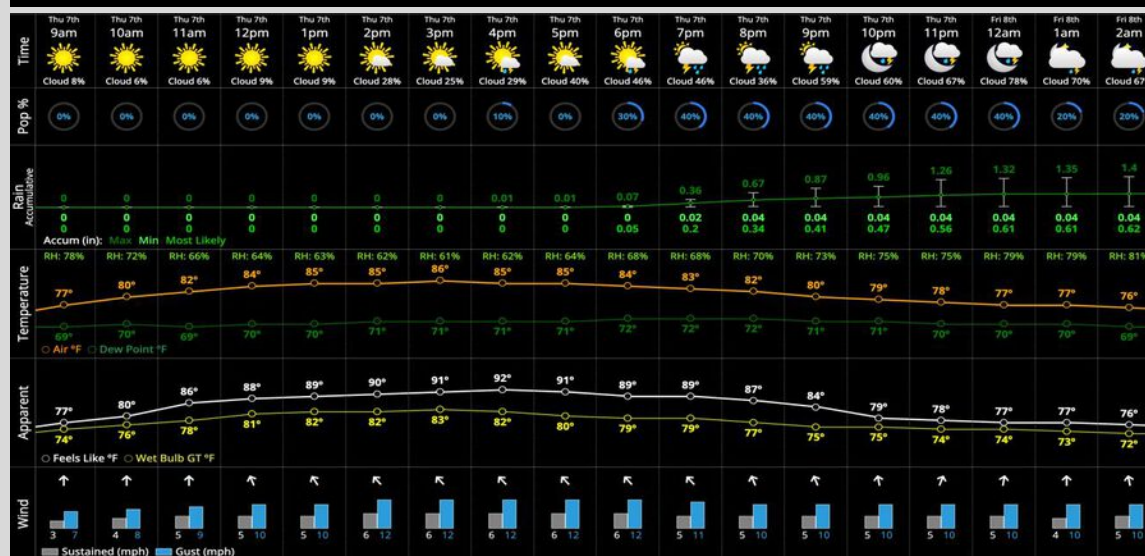 Thu 7th Thu 7th Thu 7th Thu 7th Thu 7th Thu 7th Thu 7th Thu 7th Thu 7th Thu 7th Thu 7th Thu 7th Thu 7th Thu 7th Thu 7th Fri 8th Fri 8th Fri 8th
Time 9am 10am 11am 12pm 1pm 2pm 3pm 4pm 5pm 6pm 7pm 8pm 9pm 10pm 11pm 12am 1am 2am
Cloud 8% Cloud 6% Cloud 6% Cloud 9% Cloud 9% Cloud 28% Cloud 25% Cloud 29% Cloud 40% Cloud 46% Cloud 46% Cloud 36% Cloud 59% Cloud 60% Cloud 67% Cloud 78% Cloud 70% Cloud 67
Pop % 0% 0% 0% 0% 0% 0% 0% 10% 0% 30% 40% 40% 40% 40% 40% 40% 20% 20%
Rain Accumulative
0 0 0 0 0 0 0 0.01 0.01 0.07 0.36 0.67 0.87 0.96 1.26 1.32 1.35 1.4
0 0 0 0 0 0 0 0 0 0 0.02 0.04 0.04 0.04 0.04 0.04 0.04 0.04
0 0 0 0 0 0 0 0 0 0.05 0.2 0.34 0.41 0.47 0.56 0.61 0.61 0.62
Accum (in): Max Min Most Likely
RH: 78% RH: 72% RH: 66% RH: 64% RH: 63% RH: 62% RH: 61% RH: 62% RH: 64% RH: 68% RH: 68% RH: 70% RH: 73% RH: 75% RH: 75% RH: 79% RH: 79% RH: 81%
Temperature
77° 80° 82° 84° 85° 85° 86° 85° 85° 84° 83° 82° 80° 79° 78° 77° 77° 76°
69° 70° 69° 70° 70° 71° 71° 71° 71° 72° 72° 72° 71° 71° 70° 70° 70° 69°
Air °F Dew Point °F
Apparent
77° 80° 86° 88° 89° 90° 91° 92° 91° 89° 89° 87° 84° 79° 78° 77° 77° 76°
74° 76° 78° 81° 82° 82° 83° 82° 80° 79° 79° 77° 75° 75° 74° 74° 73° 72°
Feels Like °F Wet Bulb GT °F
Wind
3 7 4 8 5 9 5 10 5 10 6 12 6 12 6 12 6 12 6 12 5 11 5 10 5 10 5 10 5 10 5 10 4 10 5 10
Sustained (mph) Gust (mph)